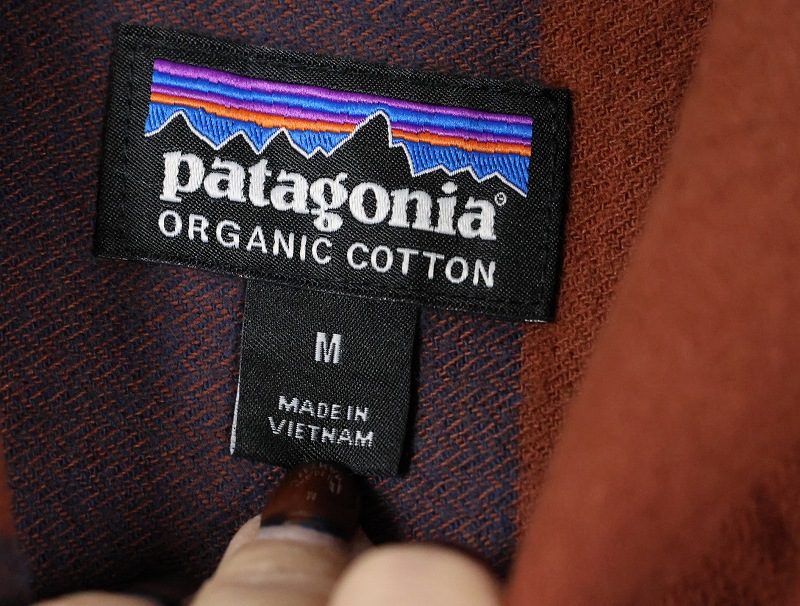 patagonia®
ORGANIC COTTON
M
MADE IN
VIETNAM